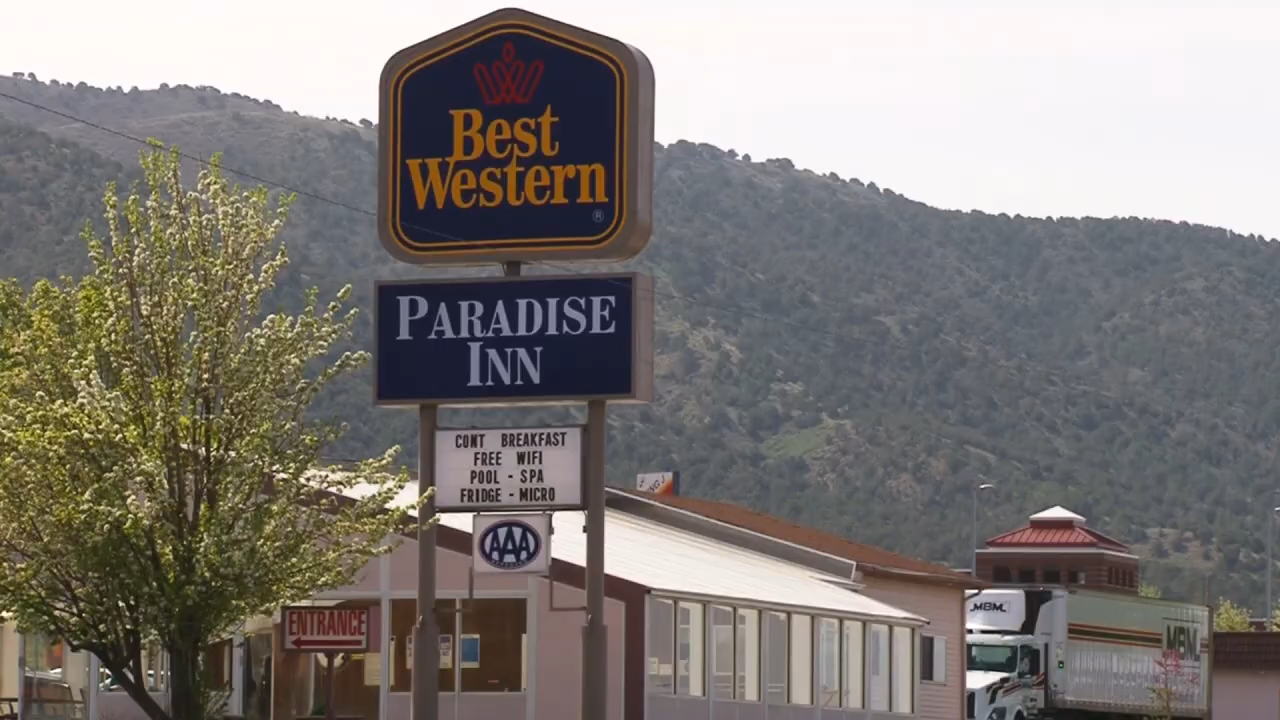 Best
Western
®
PARADISE
INN
CONT BREAKFAST
FREE WIFI
POOL - SPA
FRIDGE - MICRO
AAA
ENTRANCE
MBM
MBM